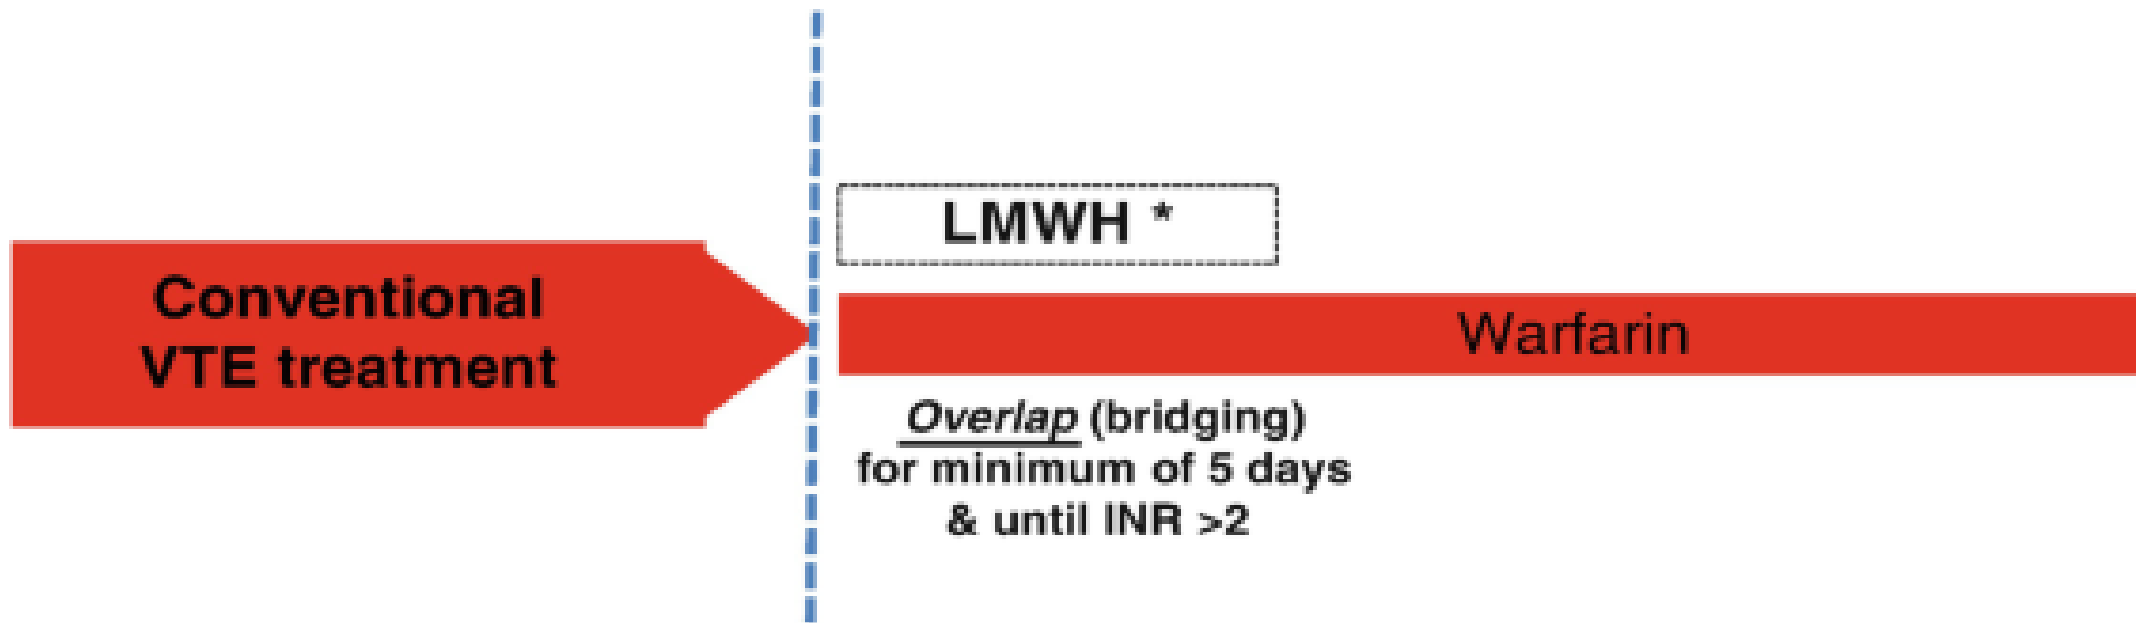 Conventional
VTE treatment
LMWH *
Warfarin
Overlap (bridging)
for minimum of 5 days
& until INR >2